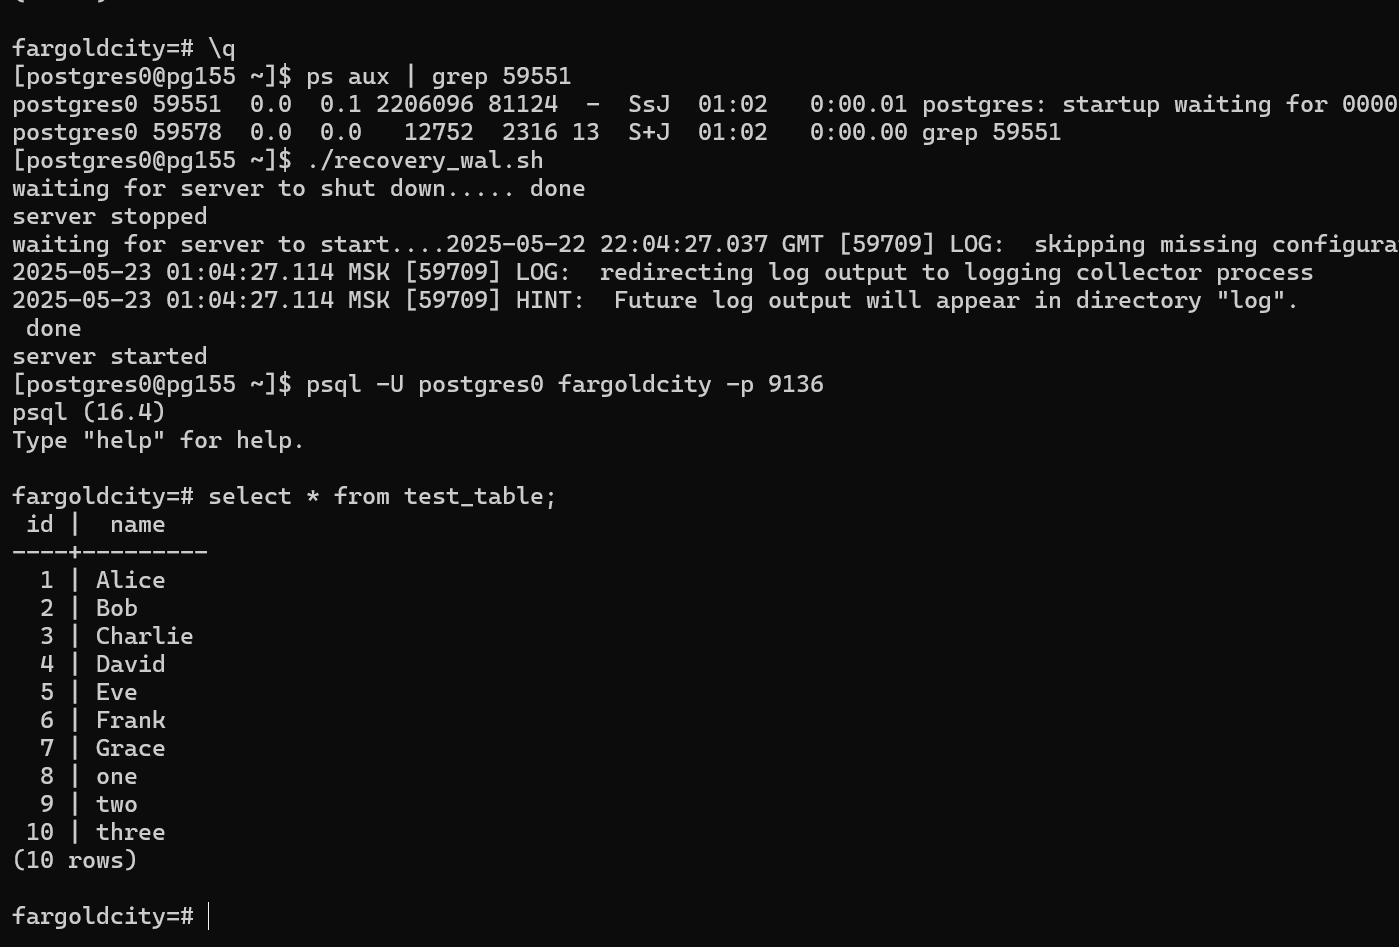 fargoldcity=# \q
[postgres0@pg155 ~]$ ps aux | grep 59551
postgres0 59551  0.0  0.1 2206096 81124  -  SsJ  01:02   0:00.01 postgres: startup waiting for 0000
postgres0 59578  0.0  0.0   12752  2316 13  S+J  01:02   0:00.00 grep 59551
[postgres0@pg155 ~]$ ./recovery_wal.sh
waiting for server to shut down..... done
server stopped
waiting for server to start....2025-05-22 22:04:27.037 GMT [59709] LOG:  skipping missing configura
2025-05-23 01:04:27.114 MSK [59709] LOG:  redirecting log output to logging collector process
2025-05-23 01:04:27.114 MSK [59709] HINT:  Future log output will appear in directory "log".
 done
server started
[postgres0@pg155 ~]$ psql -U postgres0 fargoldcity -p 9136
psql (16.4)
Type "help" for help.
fargoldcity=# select * from test_table;
 id |  name
----+---------
  1 | Alice
  2 | Bob
  3 | Charlie
  4 | David
  5 | Eve
  6 | Frank
  7 | Grace
  8 | one
  9 | two
 10 | three
(10 rows)
fargoldcity=#